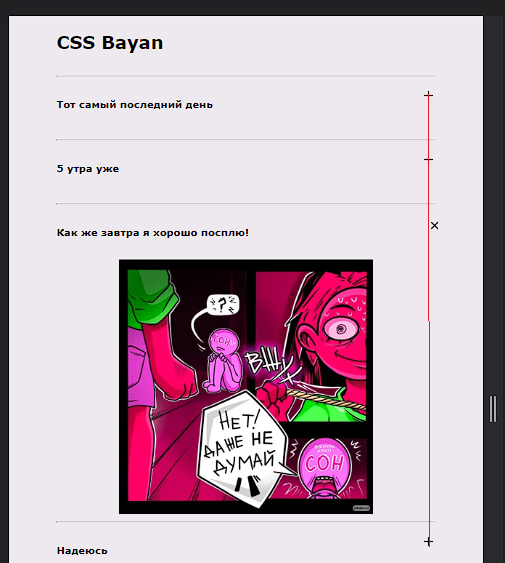 CSS Bayan
Тот самый последний день
5 утра уже
Как же завтра я хорошо посплю!
?
СОН
ВЖУХ
НЕТ!
ДАЖЕ НЕ
ДУМАЙ
СОН
Надеюсь